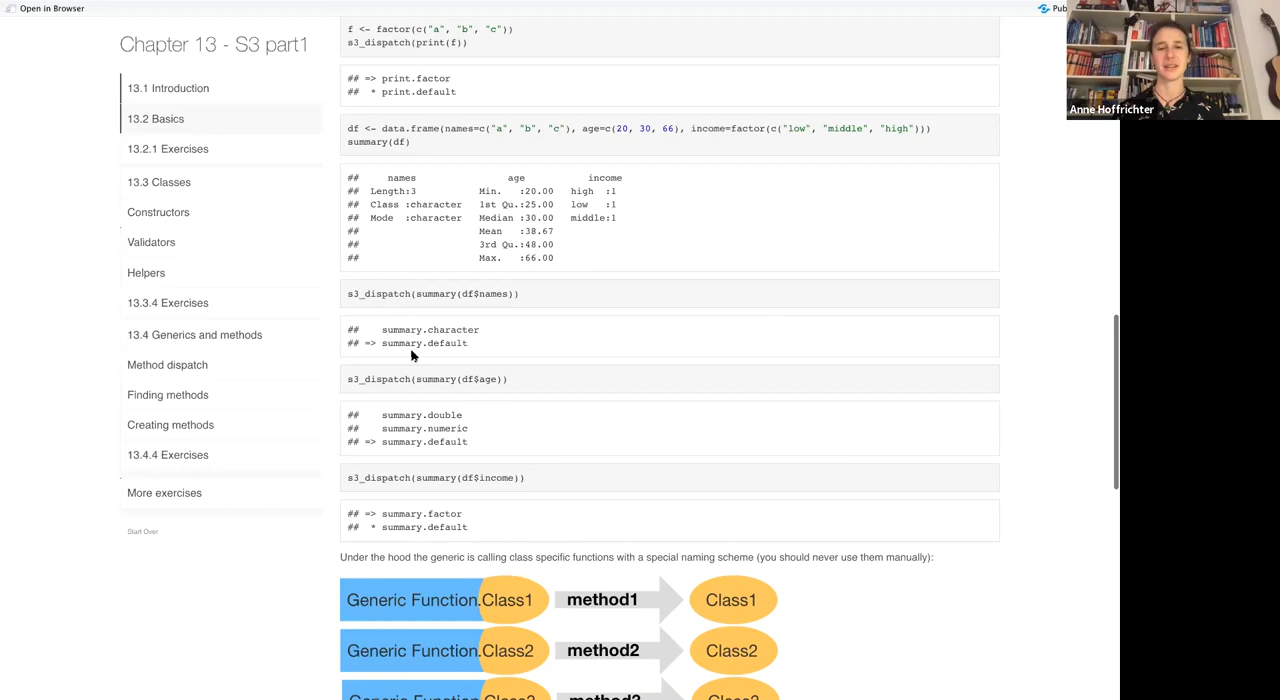 Open in Browser
Pub
Anne Hoffrichter
Chapter 13 - S3 part1
13.1 Introduction
13.2 Basics
13.2.1 Exercises
13.3 Classes
Constructors
Validators
Helpers
13.3.4 Exercises
13.4 Generics and methods
Method dispatch
Finding methods
Creating methods
13.4.4 Exercises
More exercises
Start Over
f <- factor(c("a", "b", "c"))
s3_dispatch(print(f))
## => print.factor
##  * print.default
df <- data.frame(names=c("a", "b", "c"), age=c(20, 30, 66), income=factor(c("low", "middle", "high")))
summary(df)
##     names                age           income
##  Length:3           Min.   :20.00   high  :1
##  Class :character   1st Qu.:25.00   low   :1
##  Mode  :character   Median :30.00   middle:1
##                     Mean   :38.67
##                     3rd Qu.:48.00
##                     Max.   :66.00
s3_dispatch(summary(df$names))
##    summary.character
## => summary.default
s3_dispatch(summary(df$age))
##    summary.double
##    summary.numeric
## => summary.default
s3_dispatch(summary(df$income))
## => summary.factor
##  * summary.default
Under the hood the generic is calling class specific functions with a special naming scheme (you should never use them manually):
Generic Function.Class1 method1 Class1
Generic Function.Class2 method2 Class2
Generic Function.Class3 method3 Class3